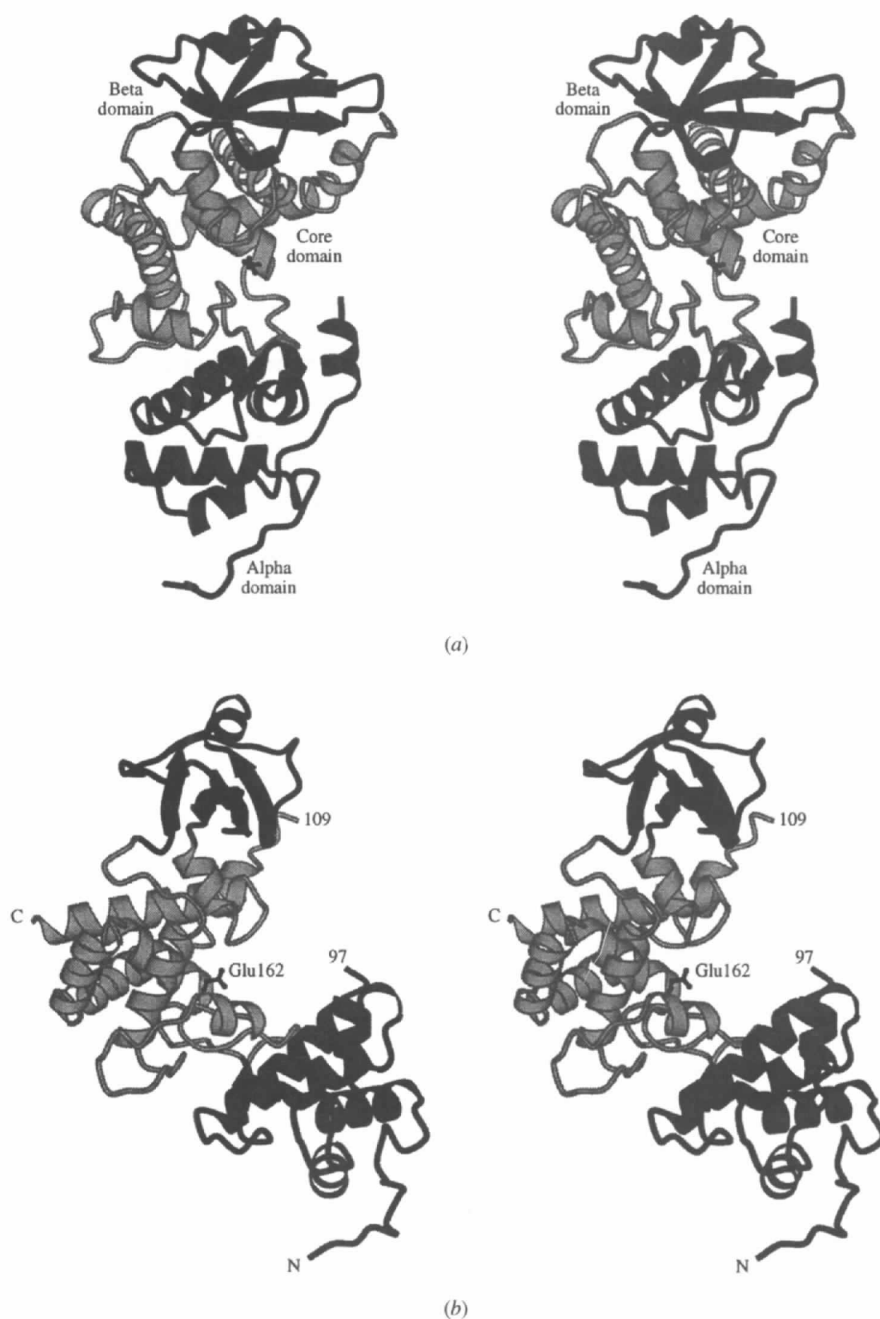 Beta
domain
Core
domain
Alpha
domain
Beta
domain
Core
domain
Alpha
domain
(a)
109
C
Glu162
97
N
109
C
Glu162
97
N
(b)